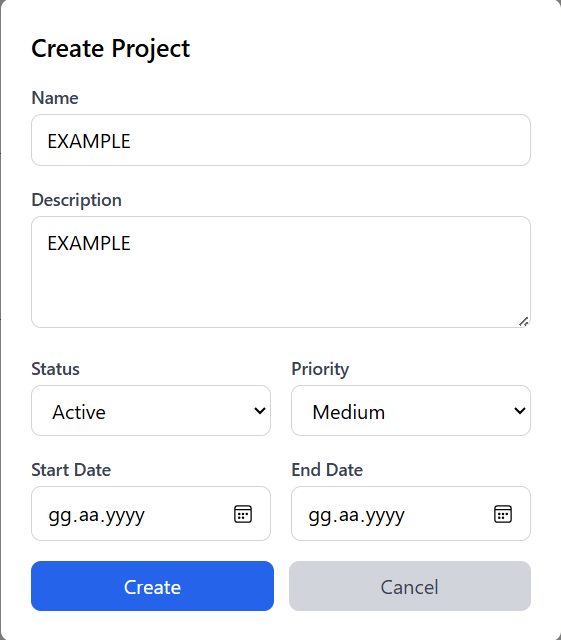 Create Project
Name
EXAMPLE
Description
EXAMPLE
Status Priority
Active Medium
Start Date End Date
gg.aa.yyyy gg.aa.yyyy
Create Cancel